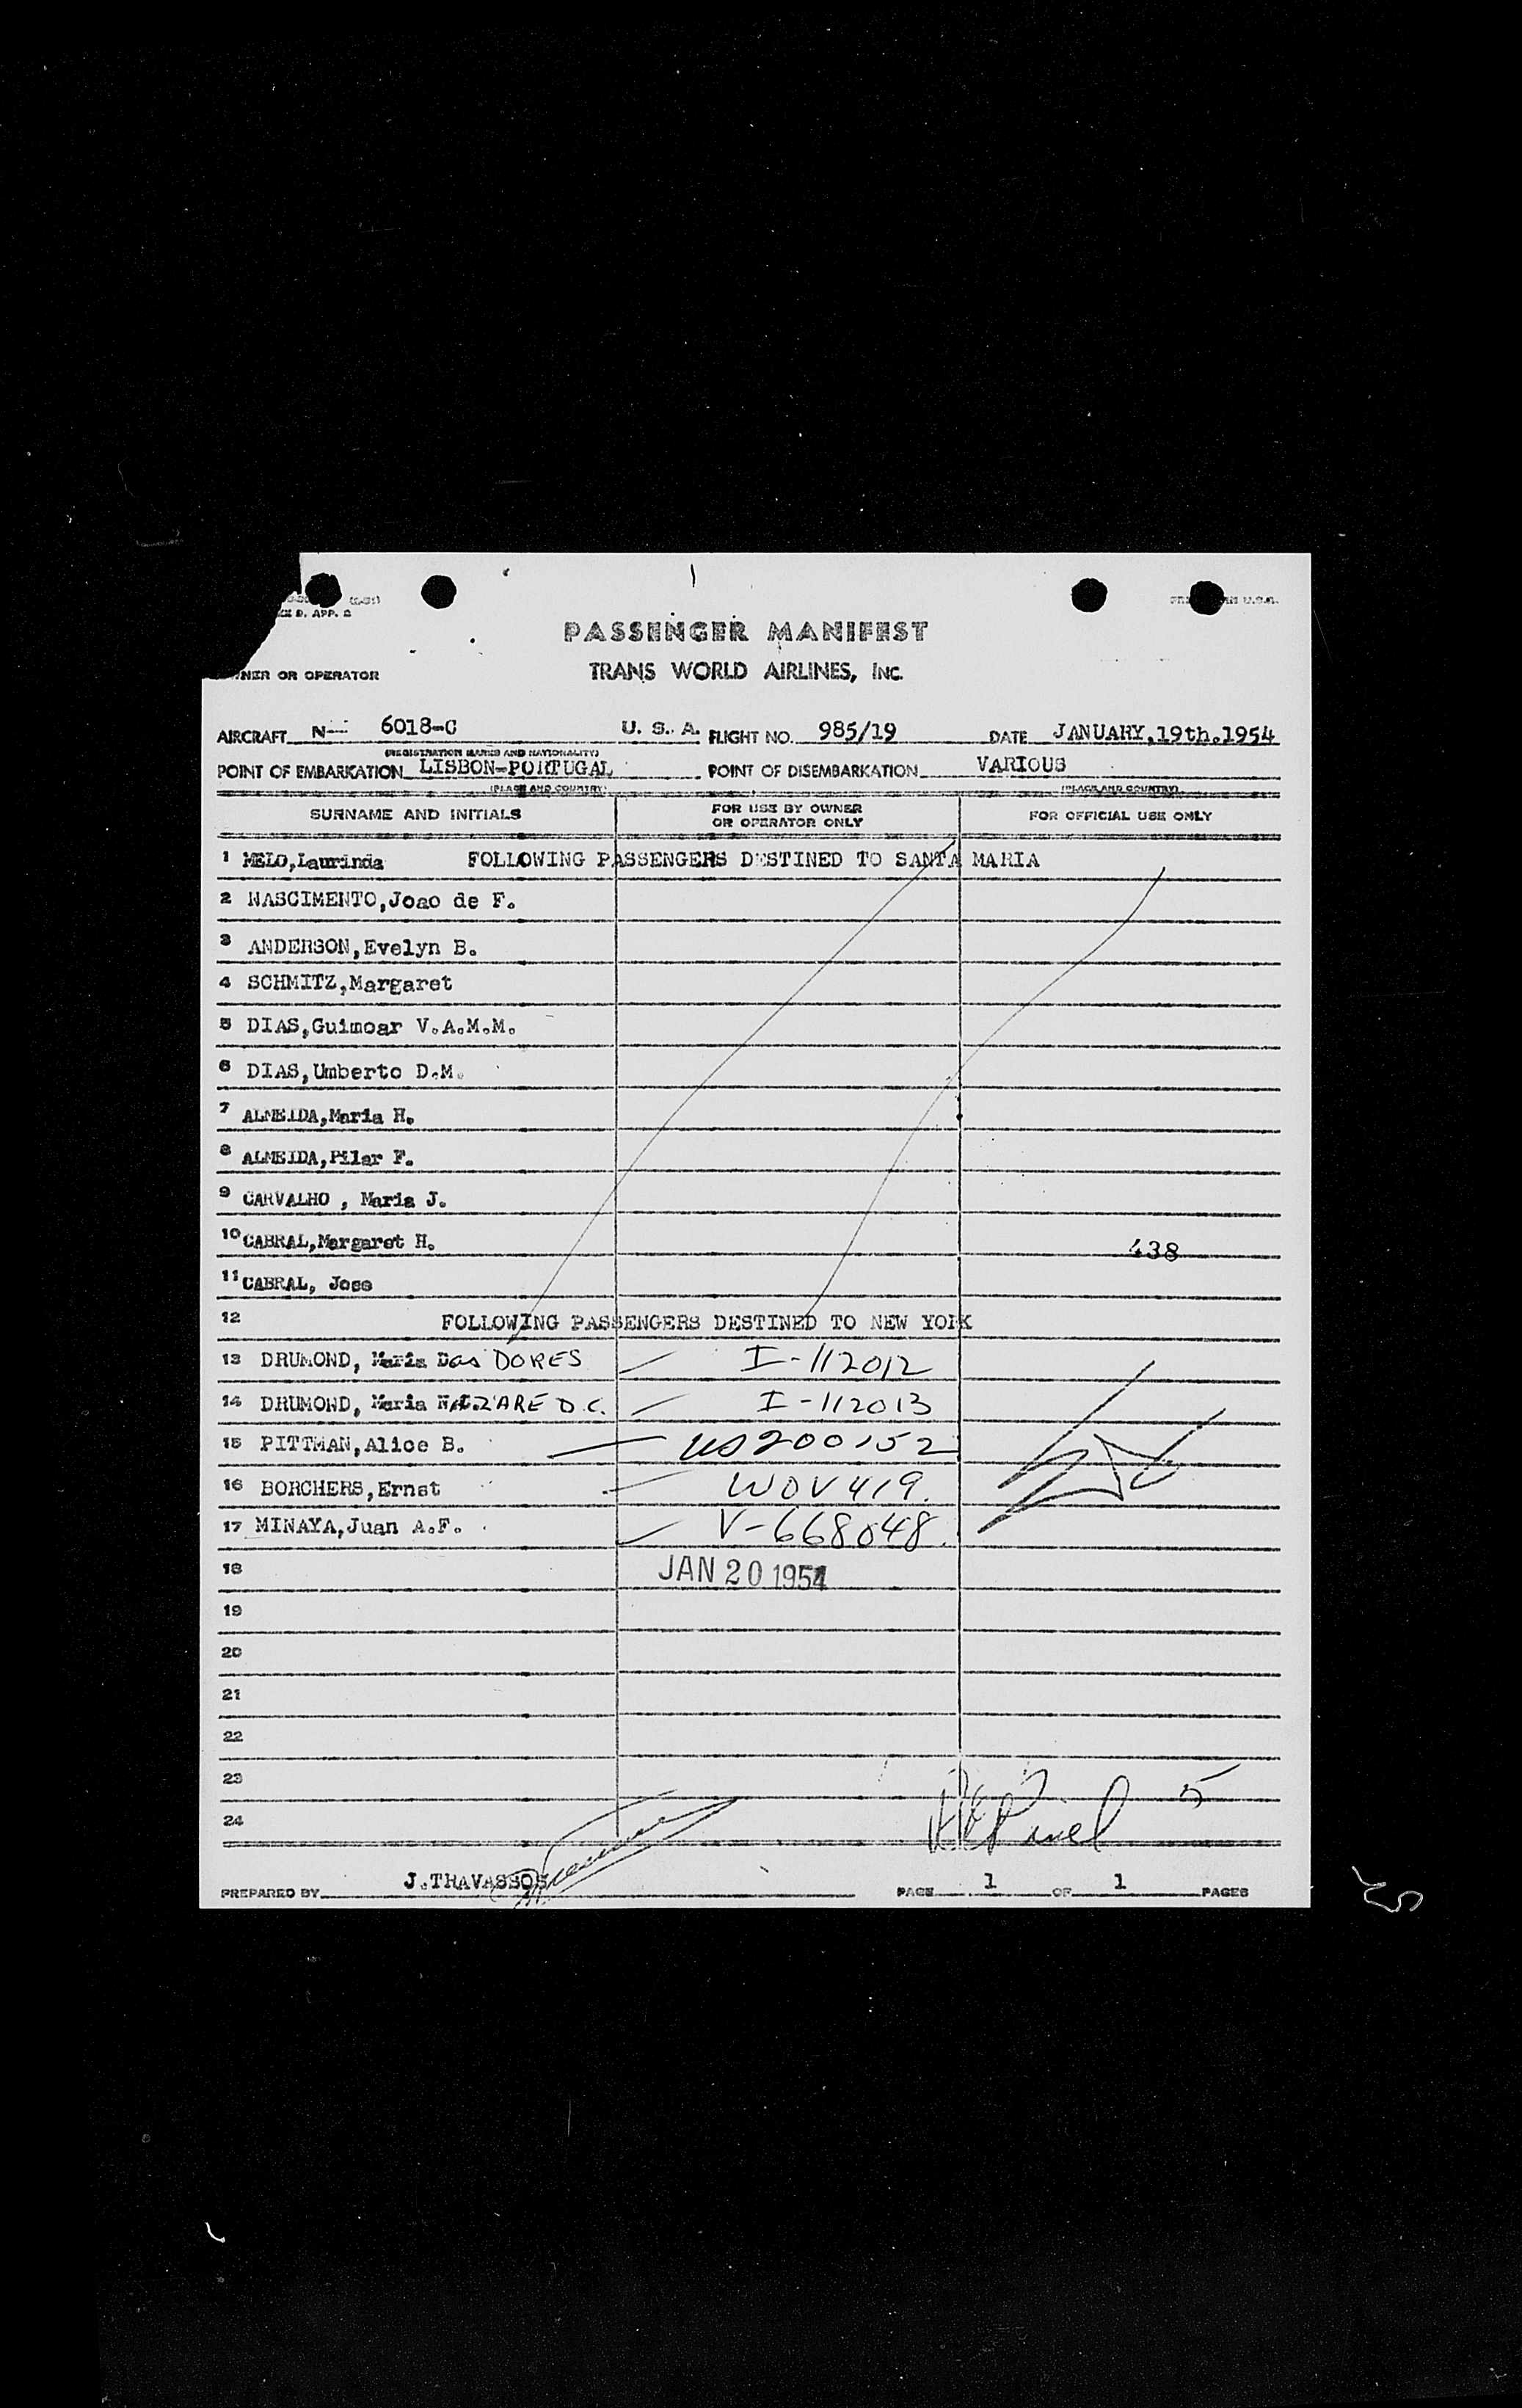 D. APP. 2
OWNER OR OPERATOR
PASSENGER MANIFEST
TRANS WORLD AIRLINES, INC.
AIRCRAFT N-- 6018-C U. S. A. FLIGHT NO. 985/19 DATE JANUARY,19th.1954
(REGISTRATION MARKS AND NATIONALITY)
POINT OF EMBARKATION LISBON-PORTUGAL POINT OF DISEMBARKATION VARIOUS
(PLACE AND COUNTRY) (PLACE AND COUNTRY)
SURNAME AND INITIALS FOR USE BY OWNER OR OPERATOR ONLY FOR OFFICIAL USE ONLY
1 MELO,Laurinda FOLLOWING PASSENGERS DESTINED TO SANTA MARIA
2 NASCIMENTO,Joao de F.
3 ANDERSON,Evelyn B.
4 SCHMITZ,Margaret
5 DIAS,Guimoar V.A.M.M.
6 DIAS,Umberto D.M.
7 ALMEIDA,Maria H.
8 ALMEIDA,Pilar F.
9 CARVALHO , Maria J.
10 CABRAL,Margaret H. 438
11 CABRAL, Jose
12 FOLLOWING PASSENGERS DESTINED TO NEW YORK
13 DRUMOND, Maria Das DORES I-112012
14 DRUMOND, Maria NAZARE D.C. I-112013
15 PITTMAN,Alice B. US200152
16 BORCHERS,Ernst WOV419.
17 MINAYA,Juan A.F. V-668048.
18 JAN 20 1954
19
20
21
22
23
24
5
PREPARED BY J.TRAVASSOS PAGE 1 OF 1 PAGES